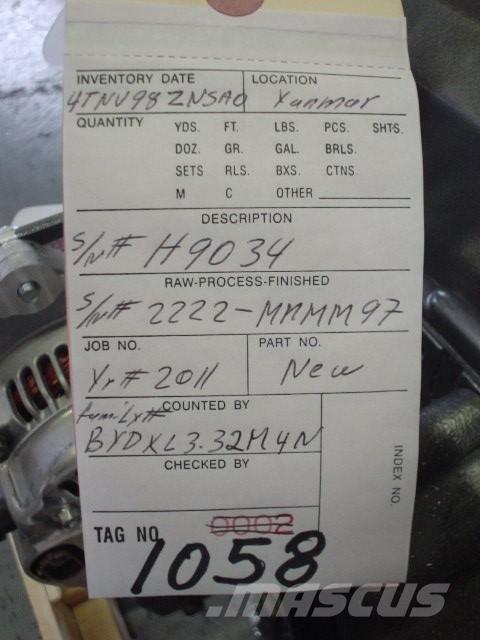 INVENTORY DATE LOCATION
4TNV98ZNSAO Yanmar
QUANTITY YDS. FT. LBS. PCS. SHTS.
DOZ. GR. GAL. BRLS.
SETS RLS. BXS. CTNS
M C OTHER
DESCRIPTION
S/N# H9034
RAW-PROCESS-FINISHED
S/N# 2222-MMMM97
JOB NO. PART NO.
Yr# 2011 New
family# COUNTED BY
BYDXL3.32M4N
CHECKED BY
INDEX NO.
TAG NO. 0002
1058
MASCUS